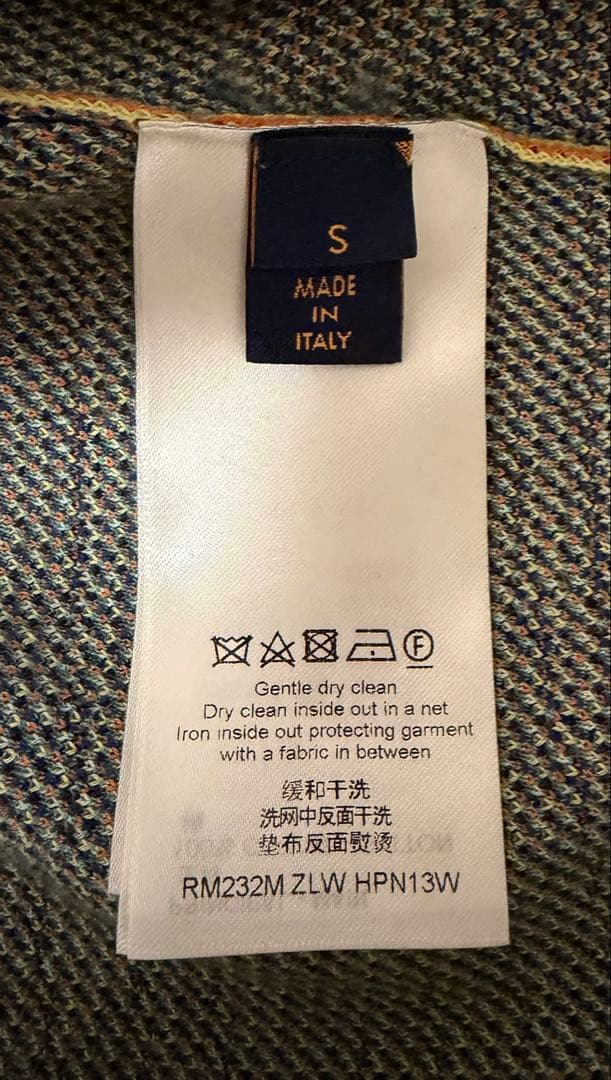 S
MADE
IN
ITALY
F
Gentle dry clean
Dry clean inside out in a net
Iron inside out protecting garment
with a fabric in between
缓和干洗
洗网中反面干洗
垫布反面熨烫
RM232M ZLW HPN13W